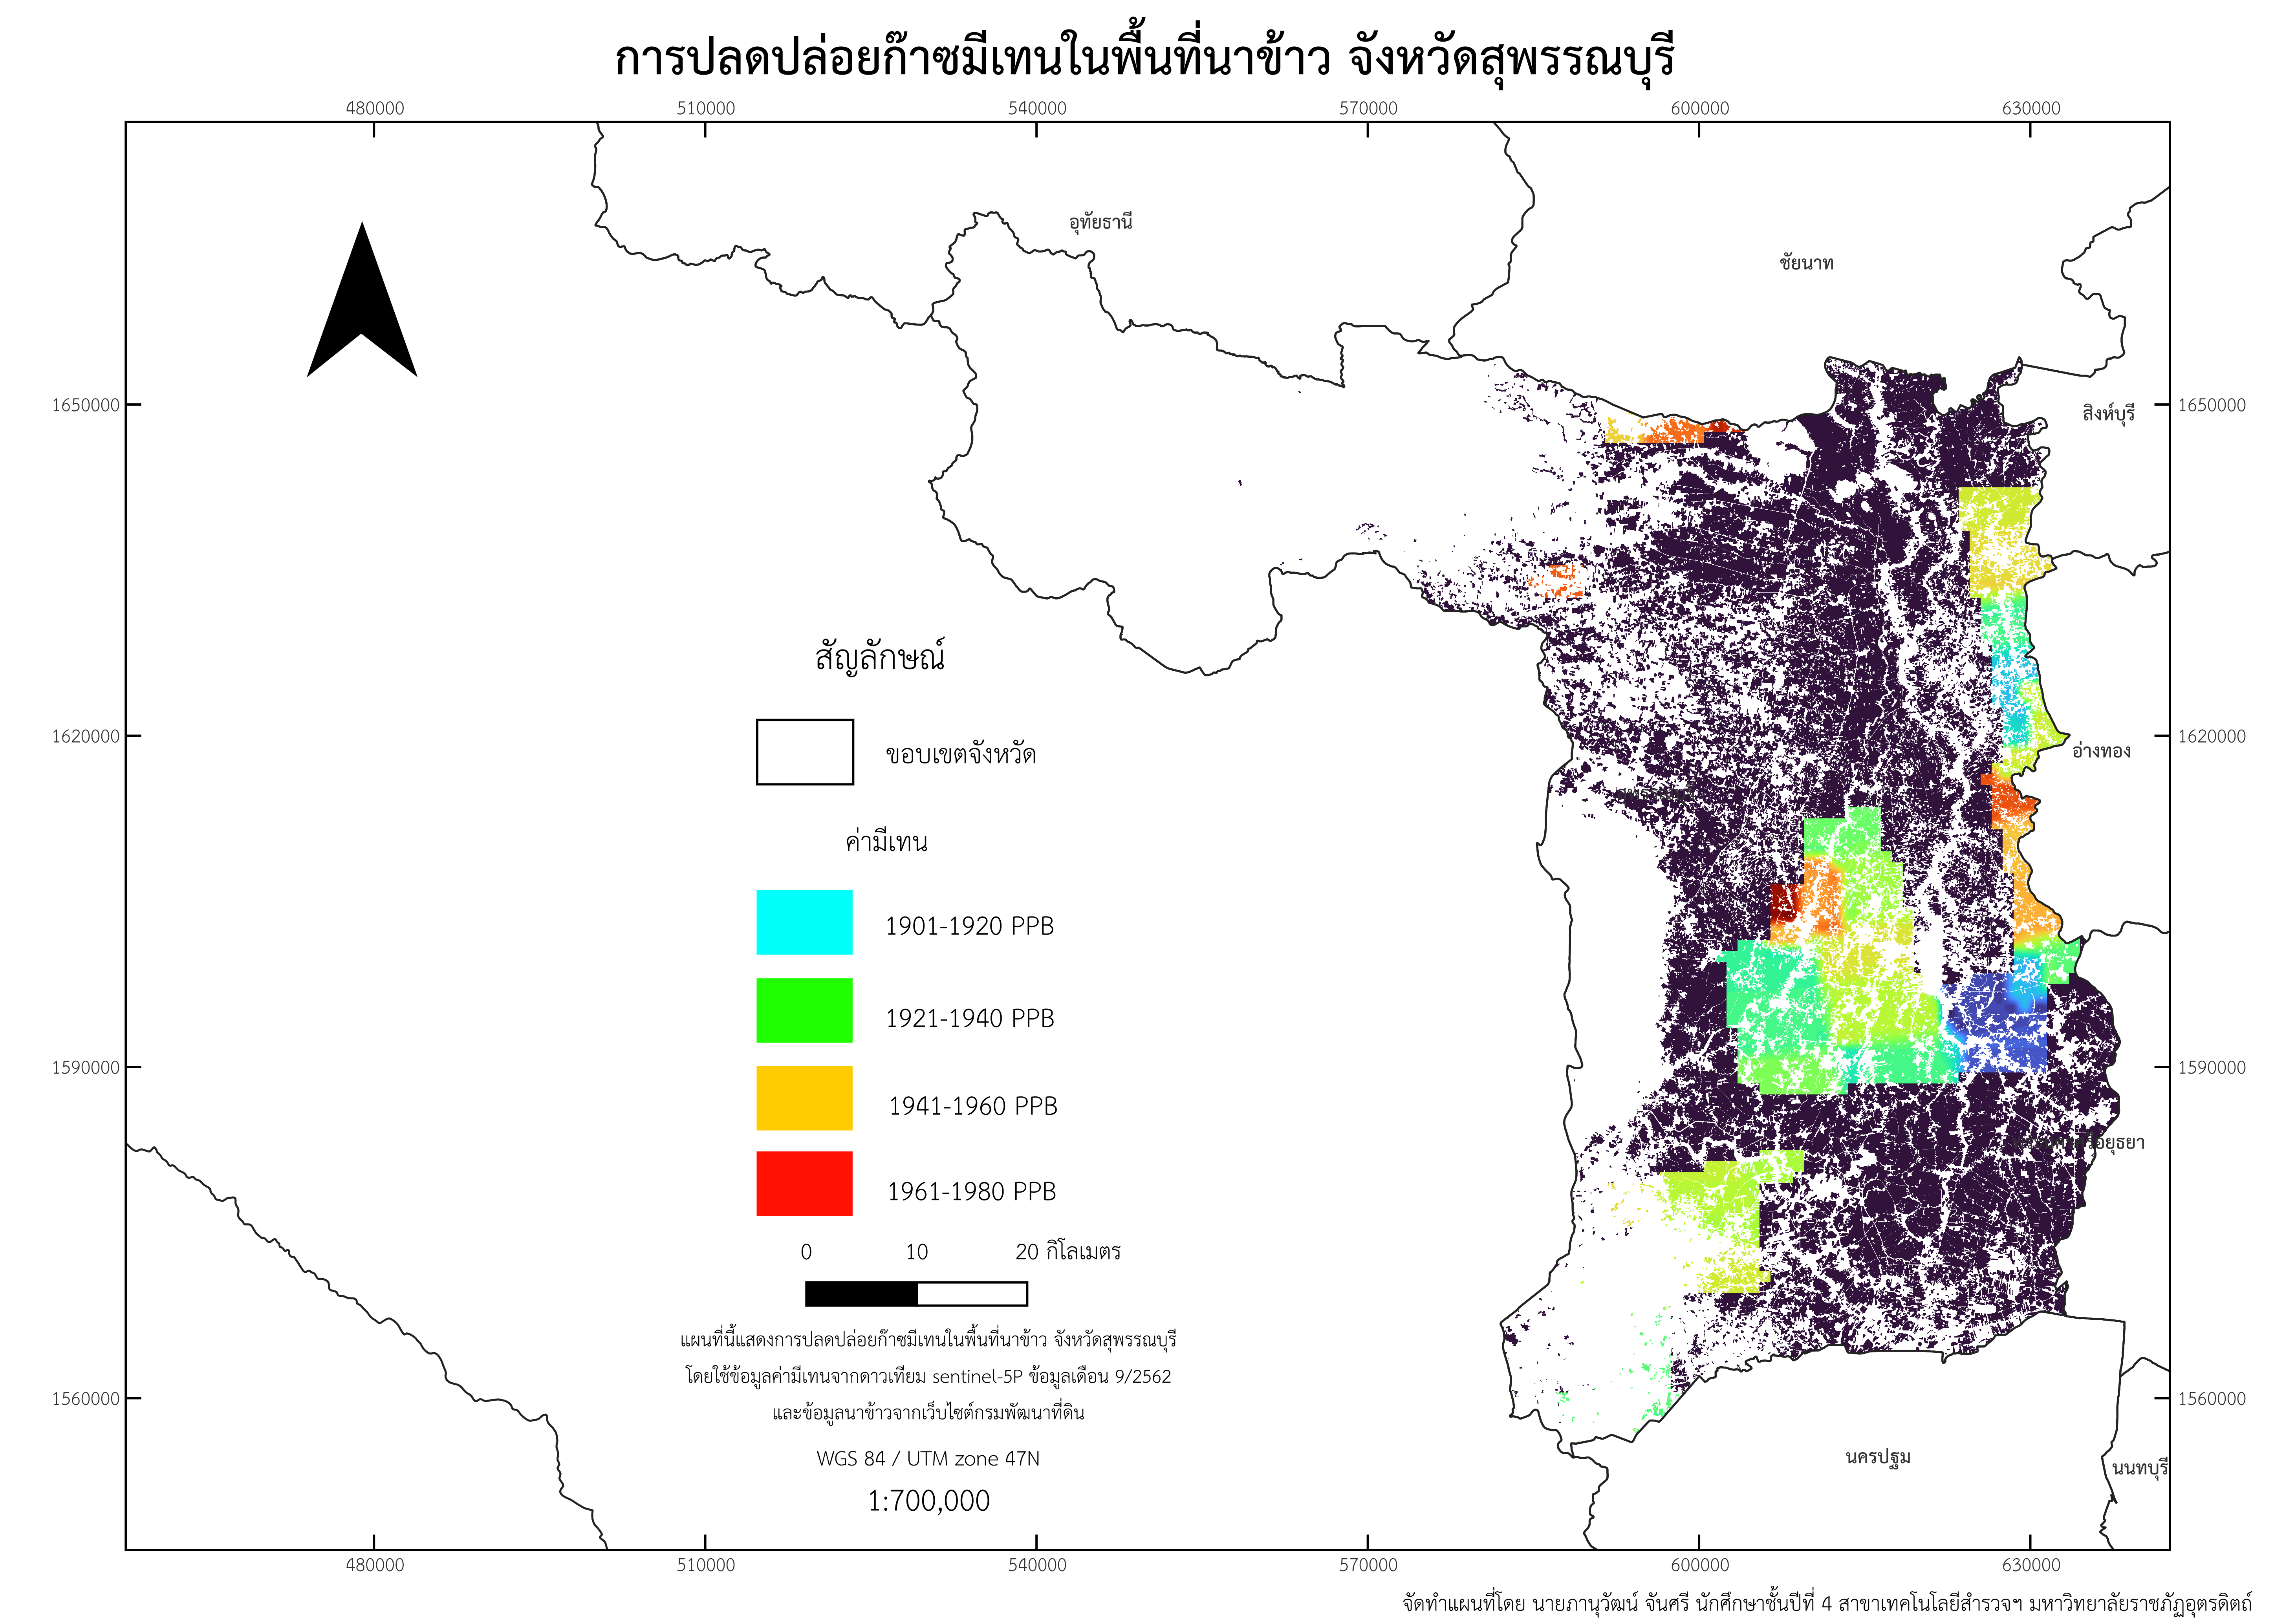 การปลดปล่อยก๊าซมีเทนในพื้นที่นาข้าว จังหวัดสุพรรณบุรี
480000 510000 540000 570000 600000 630000
อุทัยธานี
ชัยนาท
1650000 1650000
สิงห์บุรี
สัญลักษณ์
1620000 1620000
ขอบเขตจังหวัด
อ่างทอง
ค่ามีเทน
1901-1920 PPB
1921-1940 PPB
1590000 1590000
1941-1960 PPB
1961-1980 PPB
0 10 20 กิโลเมตร
แผนที่นี้แสดงการปลดปล่อยก๊าซมีเทนในพื้นที่นาข้าว จังหวัดสุพรรณบุรี
โดยใช้ข้อมูลค่ามีเทนจากดาวเทียม sentinel-5P ข้อมูลเดือน 9/2562
1560000 1560000
และข้อมูลนาข้าวจากเว็บไซต์กรมพัฒนาที่ดิน
WGS 84 / UTM zone 47N
นครปฐม
นนทบุรี
1:700,000
480000 510000 540000 570000 600000 630000
จัดทำแผนที่โดย นายภานุวัฒน์ จันศรี นักศึกษาชั้นปีที่ 4 สาขาเทคโนโลยีสำรวจฯ มหาวิทยาลัยราชภัฏอุตรดิตถ์